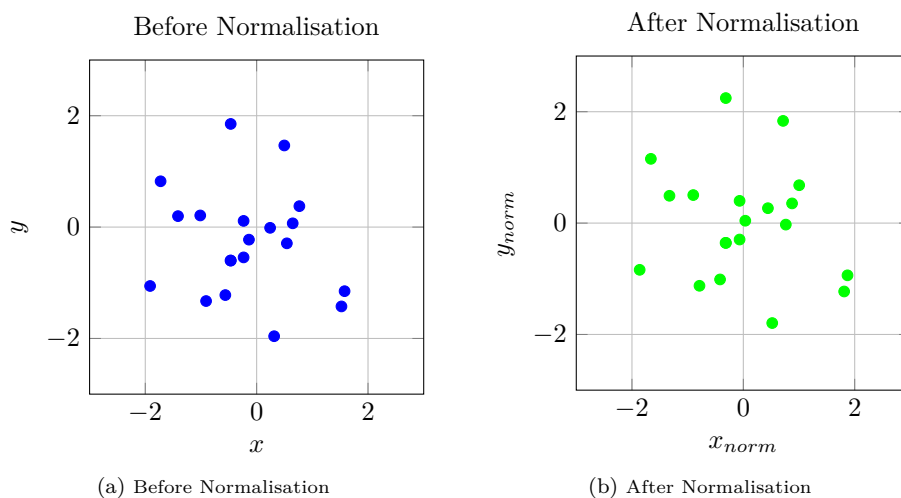 Before Normalisation
2
0
−2
y
−2 0 2
x
(a) Before Normalisation
After Normalisation
2
0
−2
y_norm
−2 0 2
x_norm
(b) After Normalisation